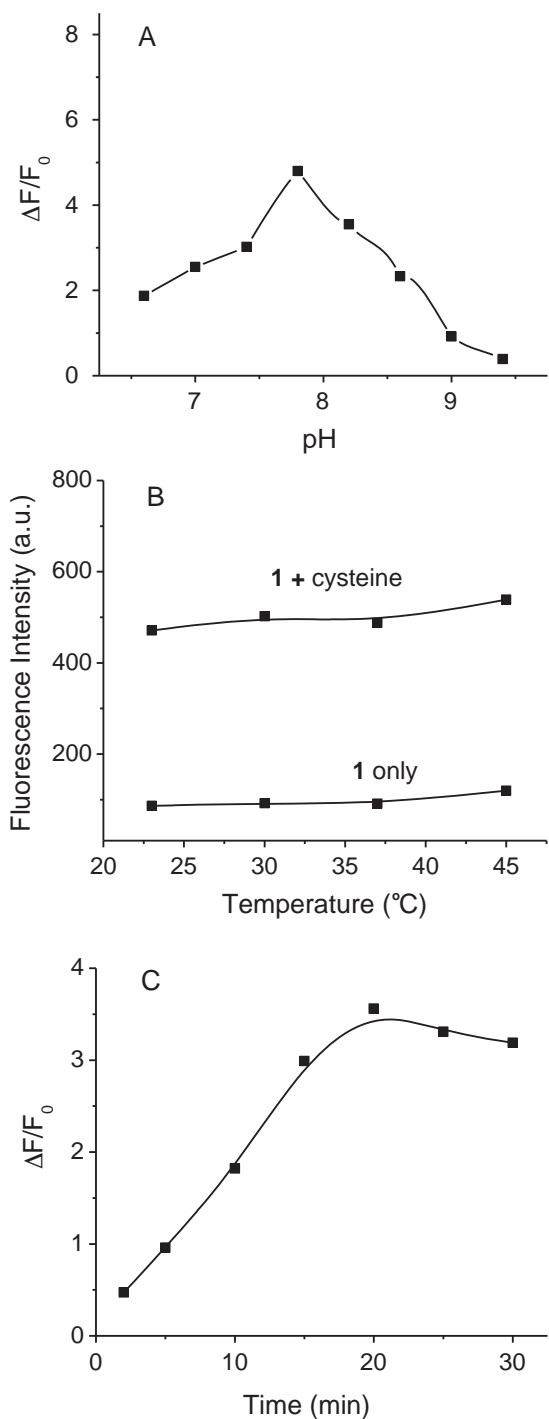 A
8
6
4
2
0
ΔF/F₀
7 8 9
pH
B
800
600
400
200
Fluorescence Intensity (a.u.)
1 + cysteine
1 only
20 25 30 35 40 45
Temperature (℃)
C
4
3
2
1
0
ΔF/F₀
0 10 20 30
Time (min)